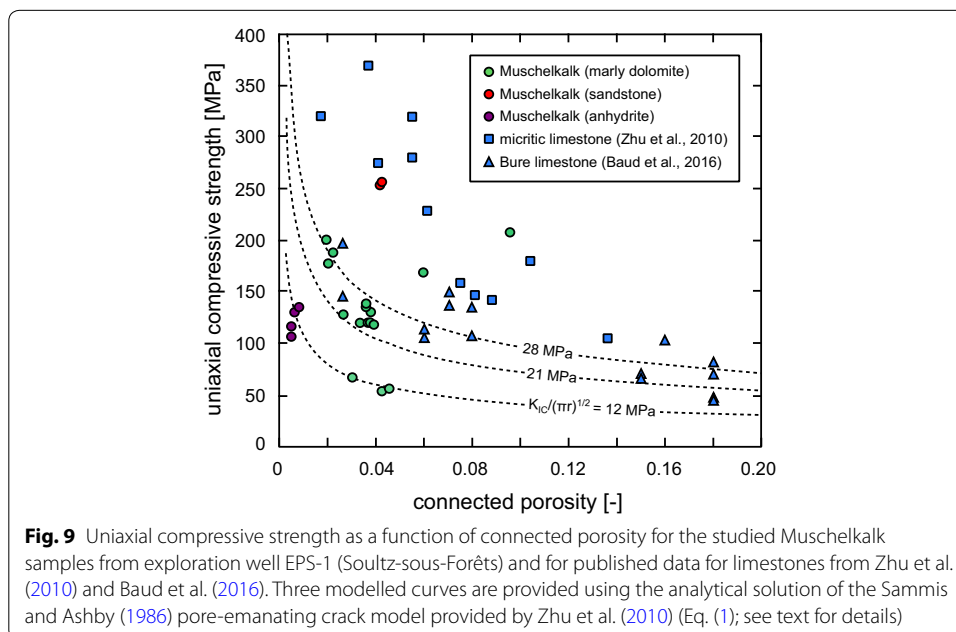 400
350
300
250
200
150
100
50
0
uniaxial compressive strength [MPa]
Muschelkalk (marly dolomite)
Muschelkalk (sandstone)
Muschelkalk (anhydrite)
micritic limestone (Zhu et al., 2010)
Bure limestone (Baud et al., 2016)
28 MPa
21 MPa
K_IC/(πr)^1/2 = 12 MPa
0 0.04 0.08 0.12 0.16 0.20
connected porosity [-]
Fig. 9 Uniaxial compressive strength as a function of connected porosity for the studied Muschelkalk
samples from exploration well EPS-1 (Soultz-sous-Forêts) and for published data for limestones from Zhu et al.
(2010) and Baud et al. (2016). Three modelled curves are provided using the analytical solution of the Sammis
and Ashby (1986) pore-emanating crack model provided by Zhu et al. (2010) (Eq. (1); see text for details)